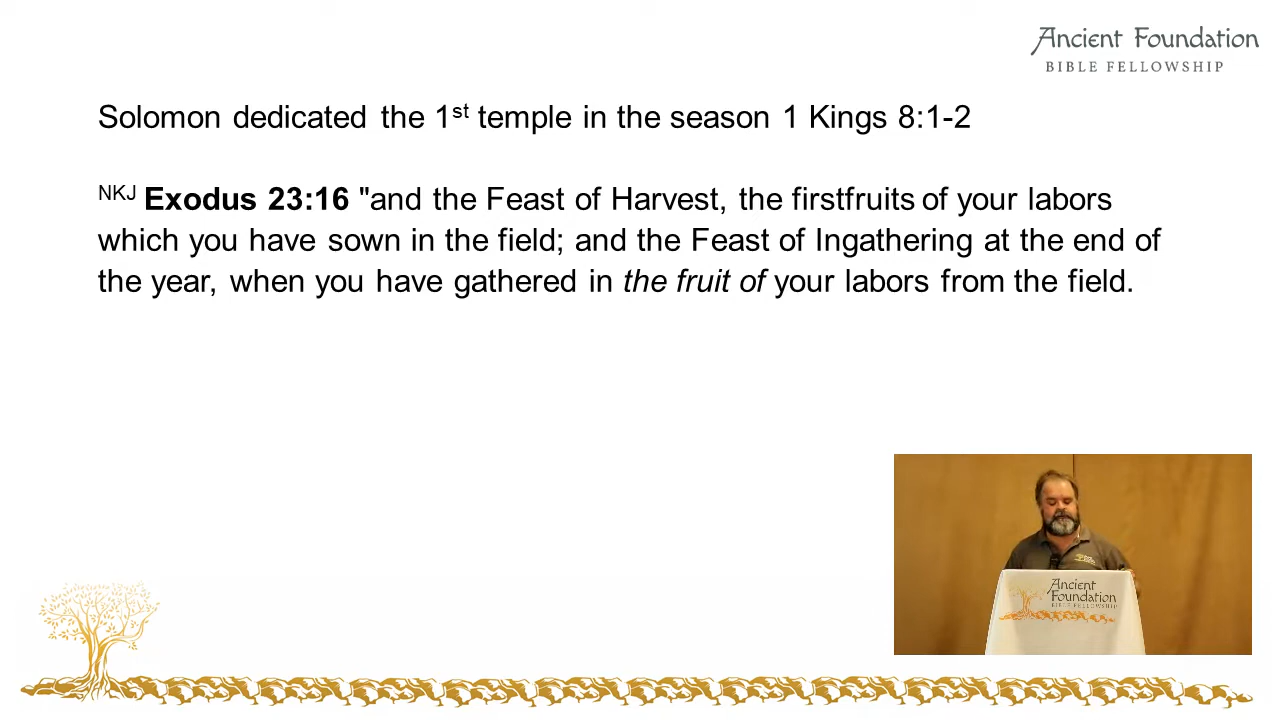 Ancient Foundation
BIBLE FELLOWSHIP
Solomon dedicated the 1st temple in the season 1 Kings 8:1-2
NKJ Exodus 23:16 "and the Feast of Harvest, the firstfruits of your labors
which you have sown in the field; and the Feast of Ingathering at the end of
the year, when you have gathered in the fruit of your labors from the field.
Ancient
Foundation
BIBLE FELLOWSHIP